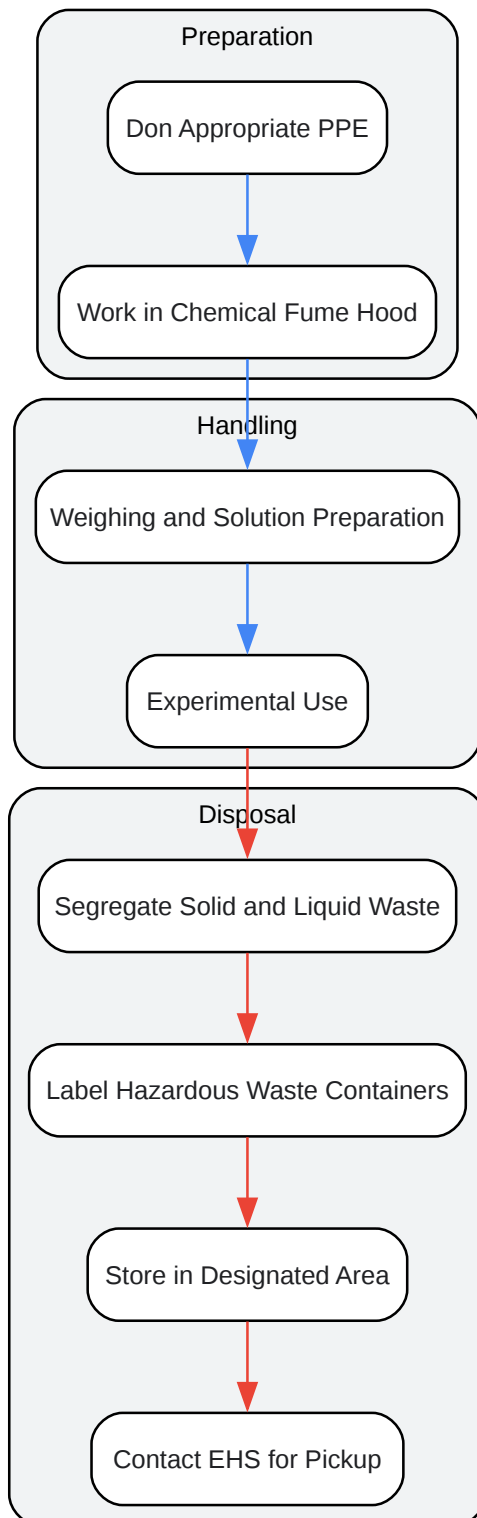 Preparation
Don Appropriate PPE
Work in Chemical Fume Hood
Handling
Weighing and Solution Preparation
Experimental Use
Disposal
Segregate Solid and Liquid Waste
Label Hazardous Waste Containers
Store in Designated Area
Contact EHS for Pickup